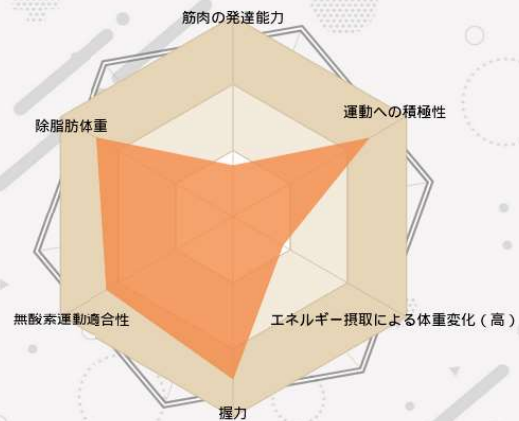 筋肉の発達能力
運動への積極性
除脂肪体重
無酸素運動適合性
エネルギー摂取による体重変化（高）
握力